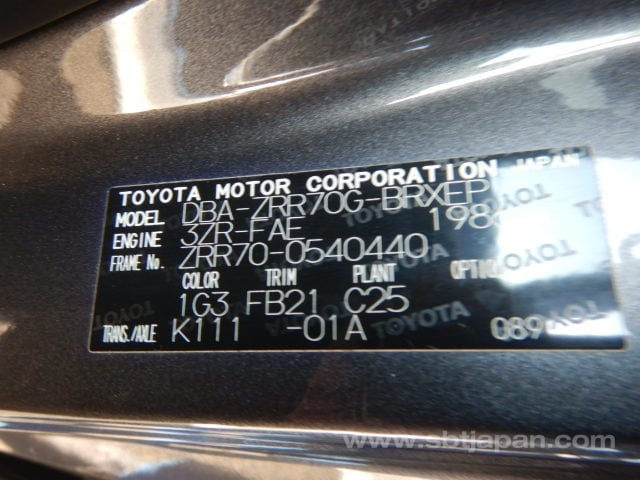 TOYOTA MOTOR CORPORATION JAPAN
MODEL DBA-ZRR70G-BRXEP
ENGINE 3ZR-FAE 198
FRAME No. ZRR70-0540440
COLOR TRIM PLANT OPTION
1G3 FB21 C25
TRANS./AXLE K111 -01A 089
TOYOTA
www.sbtjapan.com